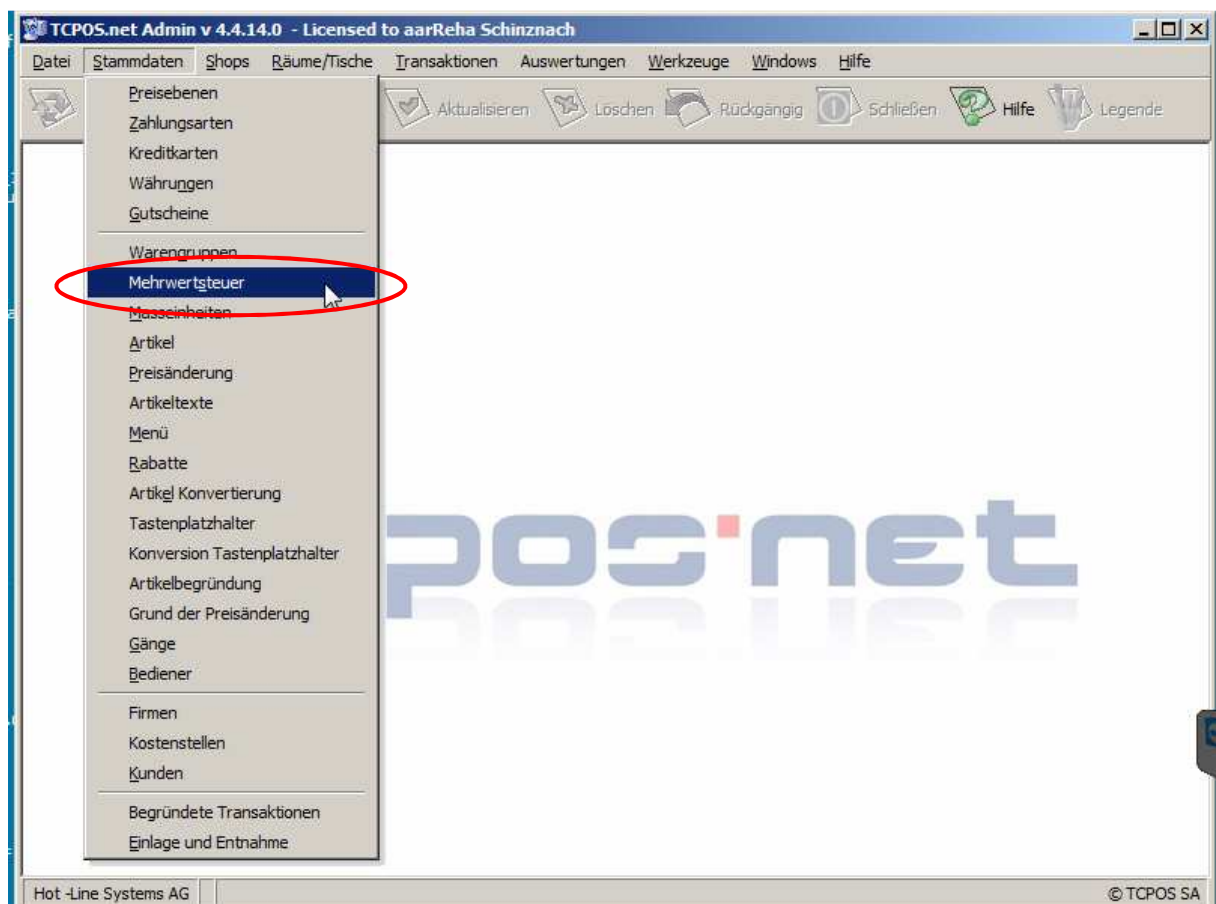 TCPOS.net Admin v 4.4.14.0 - Licensed to aarReha Schinznach
Datei Stammdaten Shops Räume/Tische Transaktionen Auswertungen Werkzeuge Windows Hilfe
Aktualisieren Löschen Rückgängig Schließen Hilfe Legende
Preisebenen
Zahlungsarten
Kreditkarten
Währungen
Gutscheine
Warengruppen
Mehrwertsteuer
Masseinheiten
Artikel
Preisänderung
Artikeltexte
Menü
Rabatte
Artikel Konvertierung
Tastenplatzhalter
Konversion Tastenplatzhalter
Artikelbegründung
Grund der Preisänderung
Gänge
Bediener
Firmen
Kostenstellen
Kunden
Begründete Transaktionen
Einlage und Entnahme
pos.net
Hot -Line Systems AG © TCPOS SA